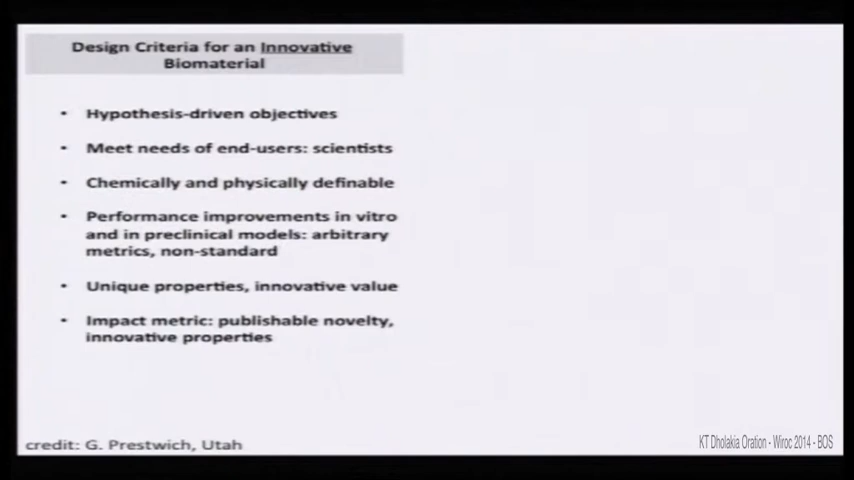 Design Criteria for an Innovative
Biomaterial
• Hypothesis-driven objectives
• Meet needs of end-users: scientists
• Chemically and physically definable
• Performance improvements in vitro
and in preclinical models: arbitrary
metrics, non-standard
• Unique properties, innovative value
• Impact metric: publishable novelty,
innovative properties
credit: G. Prestwich, Utah
KT Dholakia Oration - Wiroc 2014 - BOS